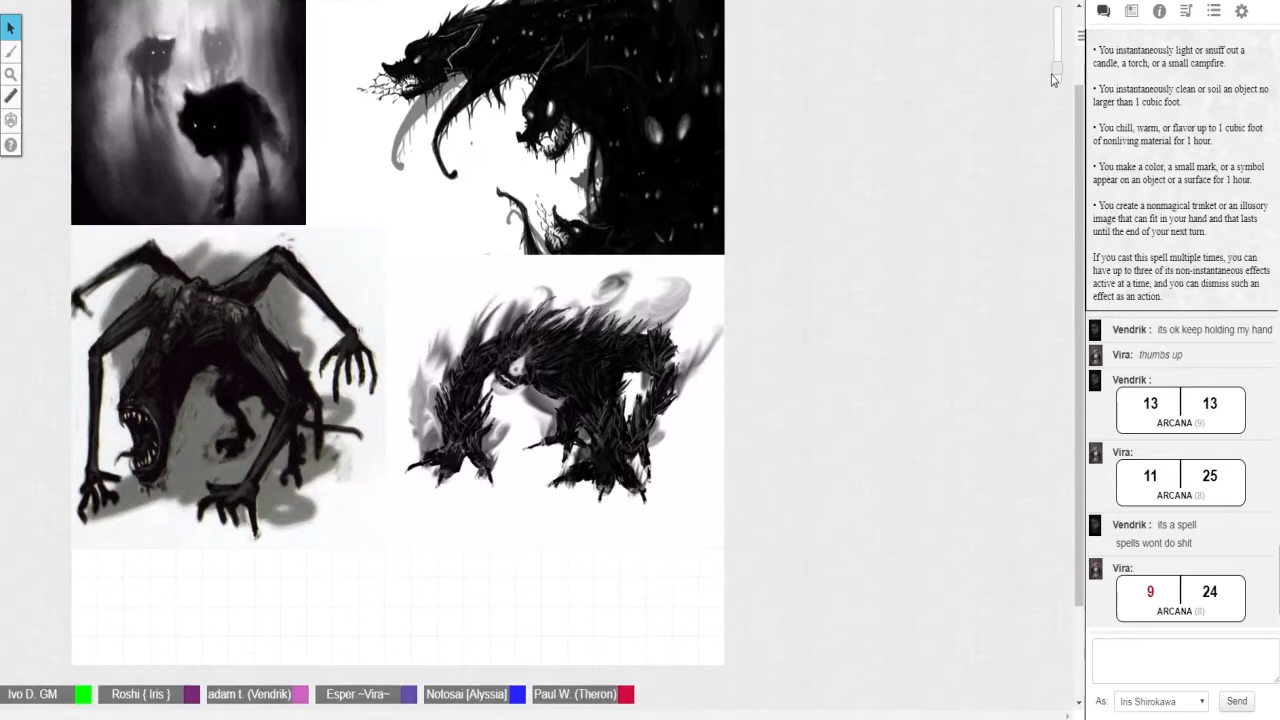 • You instantaneously light or snuff out a
candle, a torch, or a small campfire.
• You instantaneously clean or soil an object no
larger than 1 cubic foot.
• You chill, warm, or flavor up to 1 cubic foot
of nonliving material for 1 hour.
• You make a color, a small mark, or a symbol
appear on an object or a surface for 1 hour.
• You create a nonmagical trinket or an illusory
image that can fit in your hand and that lasts
until the end of your next turn.
If you cast this spell multiple times, you can
have up to three of its non-instantaneous effects
active at a time, and you can dismiss such an
effect as an action.
Vendrik : its ok keep holding my hand
Vira: thumbs up
Vendrik :
13 13
ARCANA (9)
Vira:
11 25
ARCANA (8)
Vendrik : its a spell
spells wont do shit
Vira:
9 24
ARCANA (8)
As: Iris Shirokawa Send
Ivo D. GM Roshi { Iris } adam t. (Vendrik) Esper ~Vira~ Notosai [Alyssia] Paul W. (Theron)